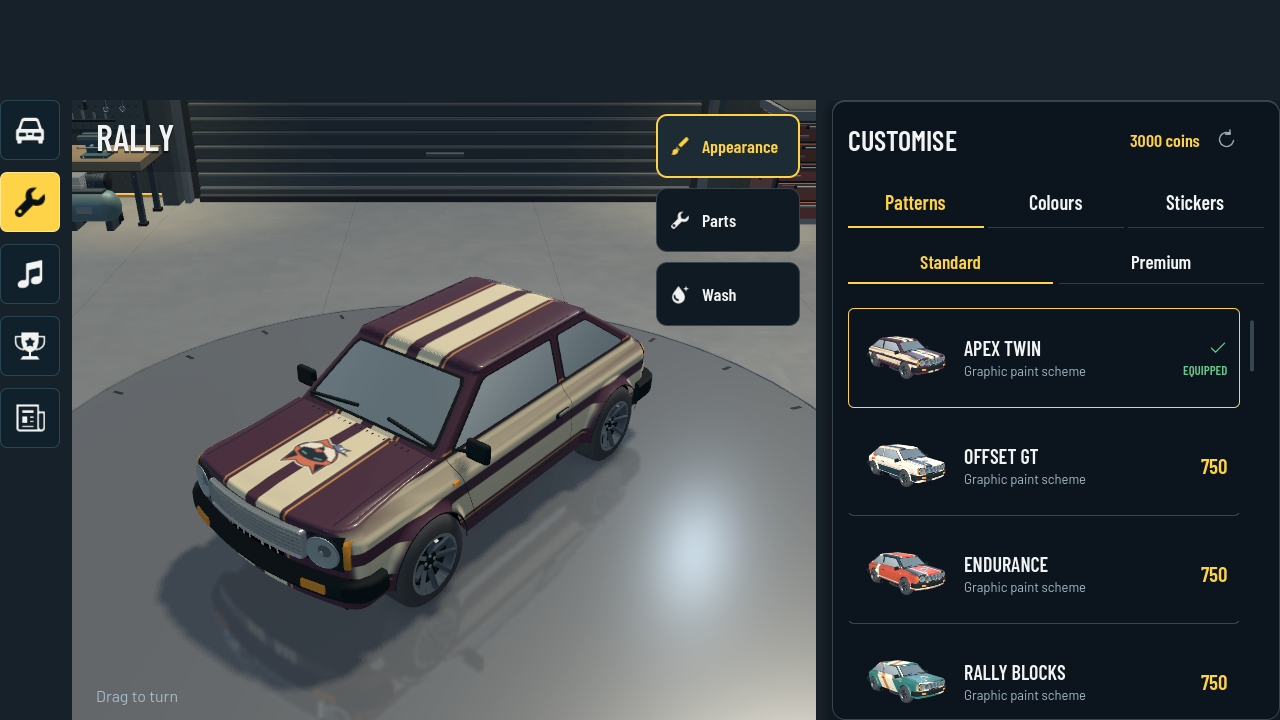 RALLY
Appearance
Parts
Wash
Drag to turn
CUSTOMISE
3000 coins
Patterns
Colours
Stickers
Standard
Premium
APEX TWIN
Graphic paint scheme
EQUIPPED
OFFSET GT
Graphic paint scheme
750
ENDURANCE
Graphic paint scheme
750
RALLY BLOCKS
Graphic paint scheme
750